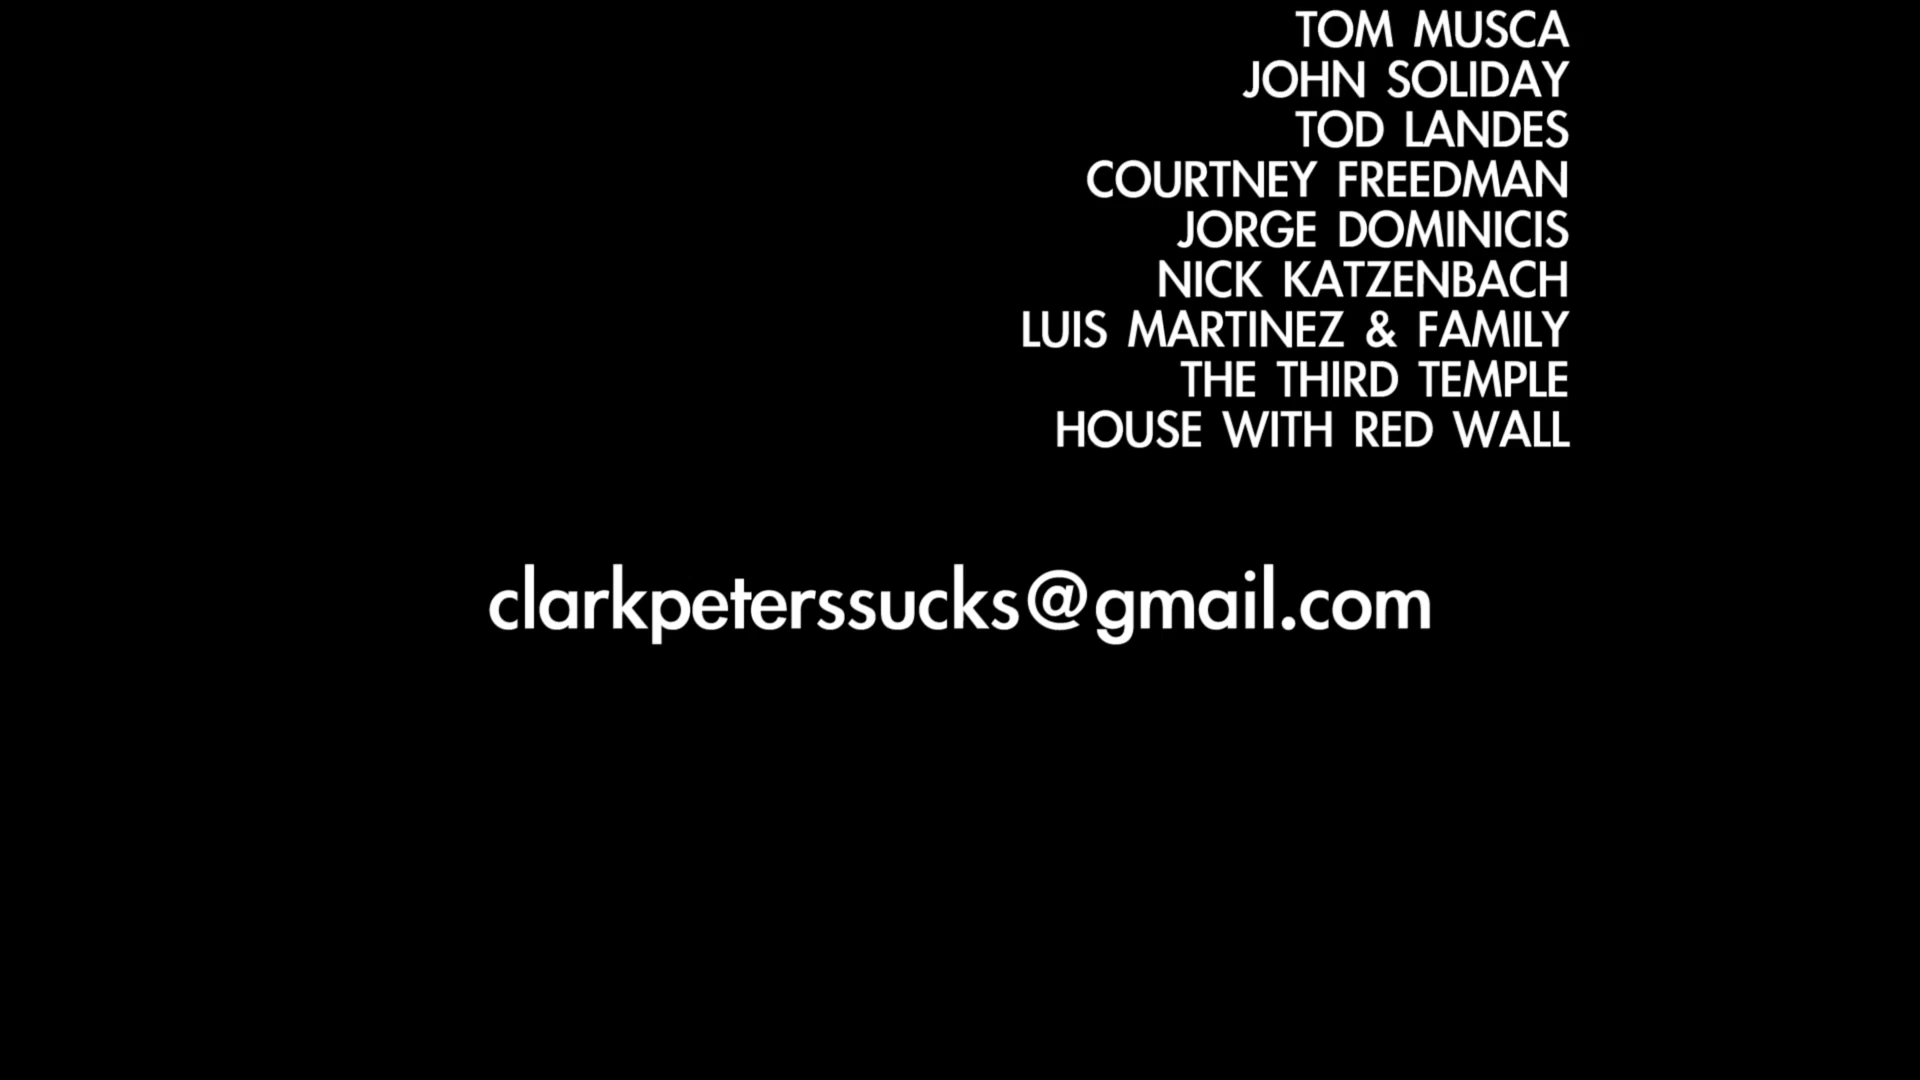 TOM MUSCA
JOHN SOLIDAY
TOD LANDES
COURTNEY FREEDMAN
JORGE DOMINICIS
NICK KATZENBACH
LUIS MARTINEZ & FAMILY
THE THIRD TEMPLE
HOUSE WITH RED WALL
clarkpeterssucks@gmail.com